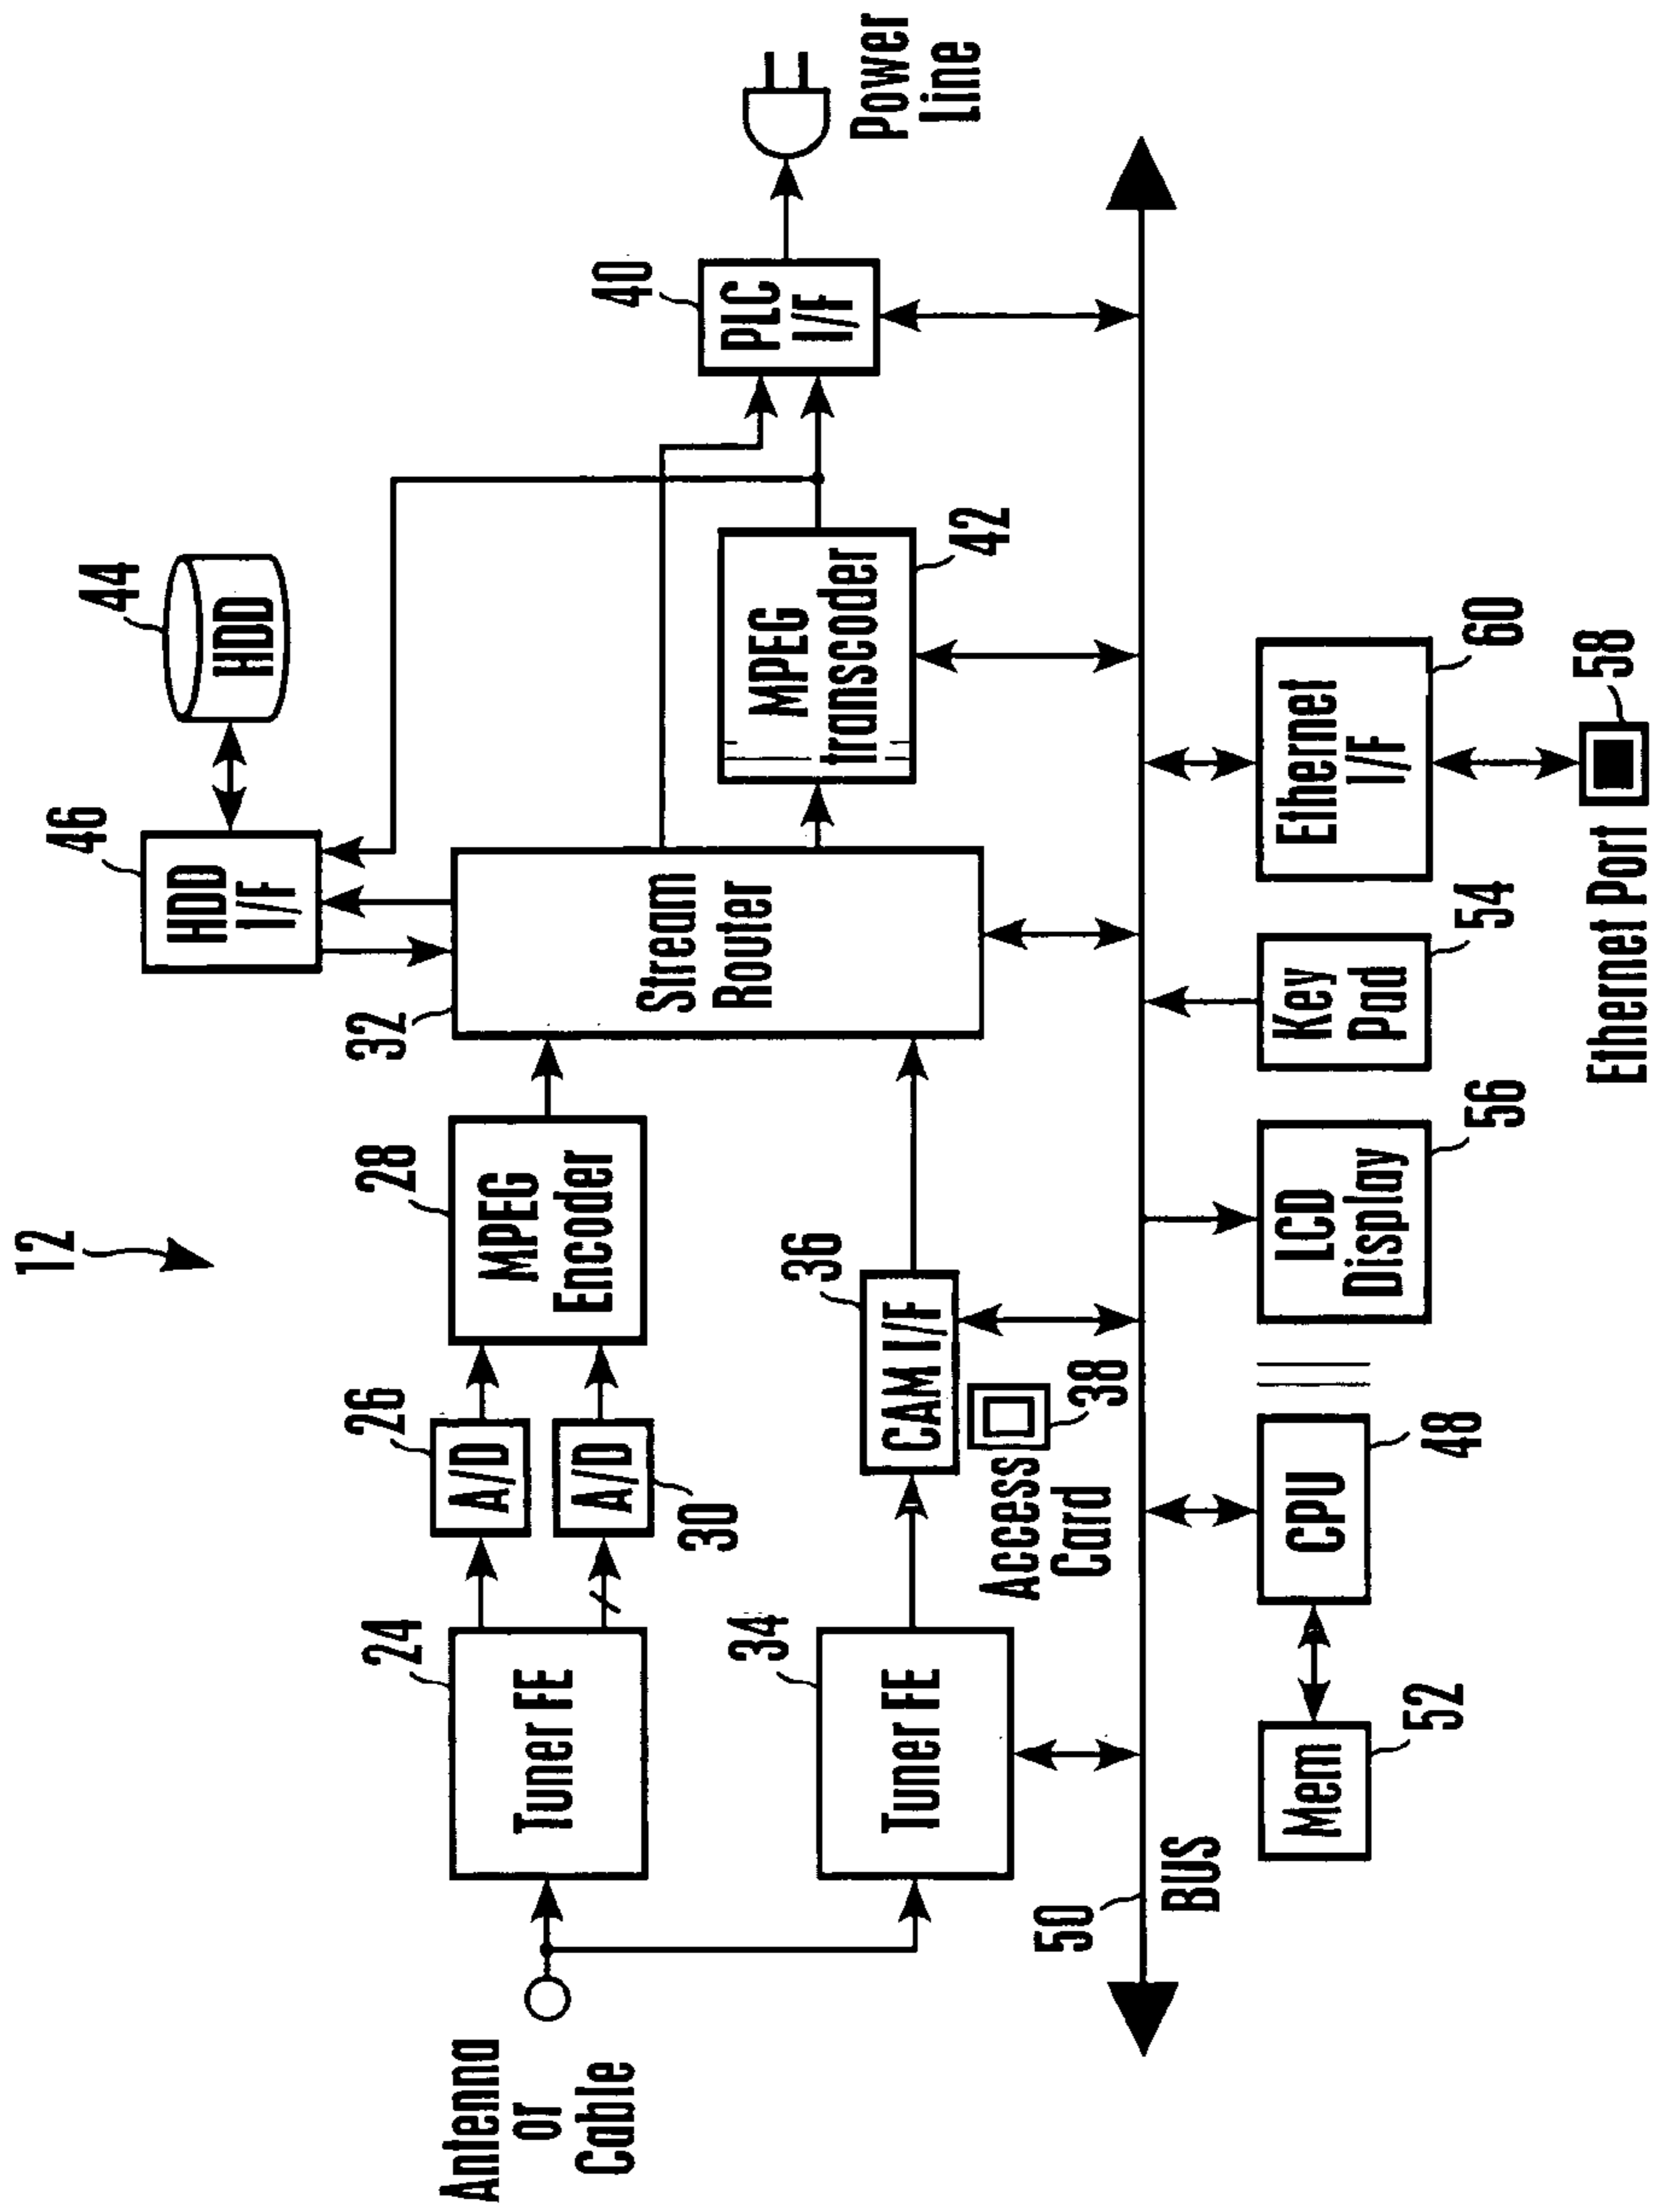 12
44
HDD
46
HDD
I/F
32
Stream
Router
Antenna
or
Cable
24
Tuner FE
26
A/D
A/D
30
28
MPEG
Encoder
34
Tuner FE
36
CAM I/F
Access
Card
38
MPEG
transcoder
42
40
PLC
I/F
Power
Line
50
BUS
Mem
52
CPU
48
LCD
Display
56
Key
Pad
54
Ethernet
I/F
60
Ethernet Port
58